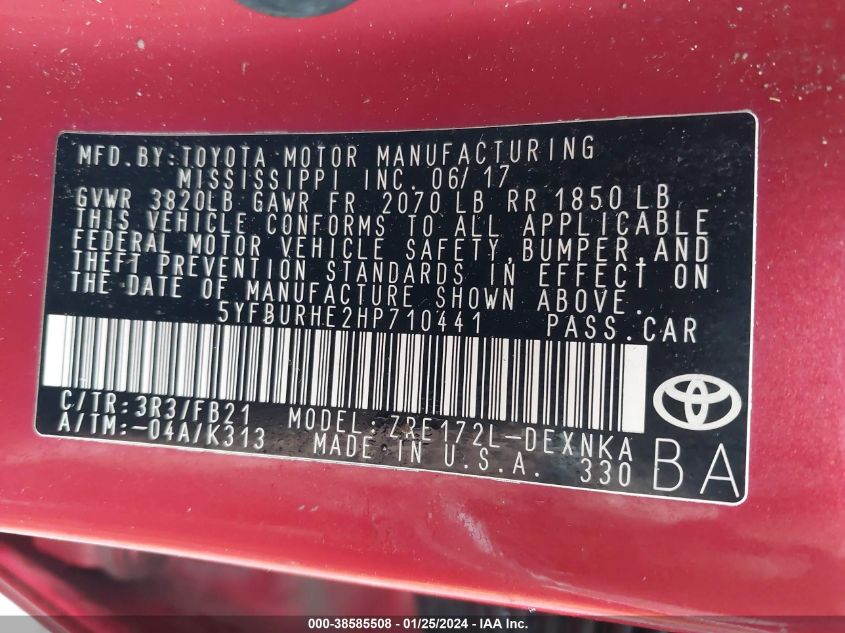 MFD. BY: TOYOTA MOTOR MANUFACTURING
MISSISSIPPI INC. 06/17
GVWR 3820LB GAWR FR 2070 LB RR 1850 LB
THIS VEHICLE CONFORMS TO ALL APPLICABLE
FEDERAL MOTOR VEHICLE SAFETY, BUMPER, AND
THEFT PREVENTION STANDARDS IN EFFECT ON
THE DATE OF MANUFACTURE SHOWN ABOVE.
5YFBURHE2HP710441 PASS. CAR
C/TR: 3R3/FB21 MODEL: ZRE172L-DEXNKA
A/TM: -04A/K313 MADE IN U.S.A. 330
BA
000-38585508 - 01/25/2024 - IAAI.com